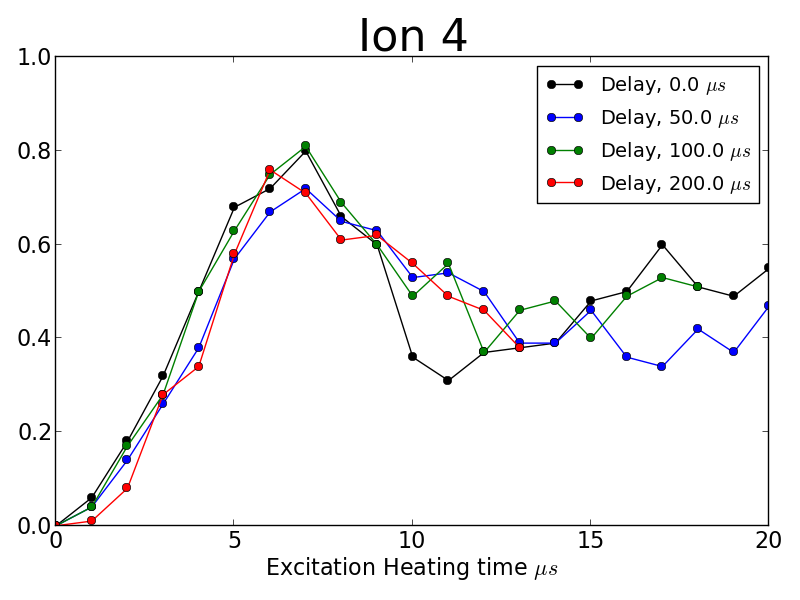 Ion 4
1.0
0.8
0.6
0.4
0.2
0.0
0 5 10 15 20
Excitation Heating time μs
Delay, 0.0 μs
Delay, 50.0 μs
Delay, 100.0 μs
Delay, 200.0 μs